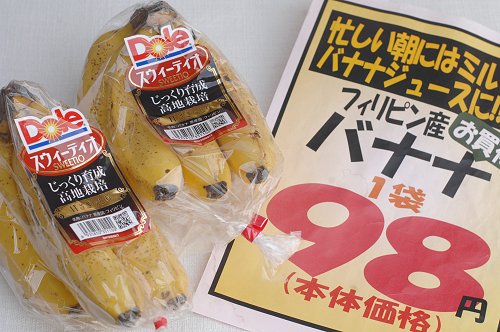 Dole
スウィーティオ
SWEETIO
じっくり育成
高地栽培
Dole
スウィーティオ
SWEETIO
じっくり育成
高地栽培
忙しい朝にはミル
バナナジュースに!!
フィリピン産
お買
バナナ
1袋
98円
(本体価格)